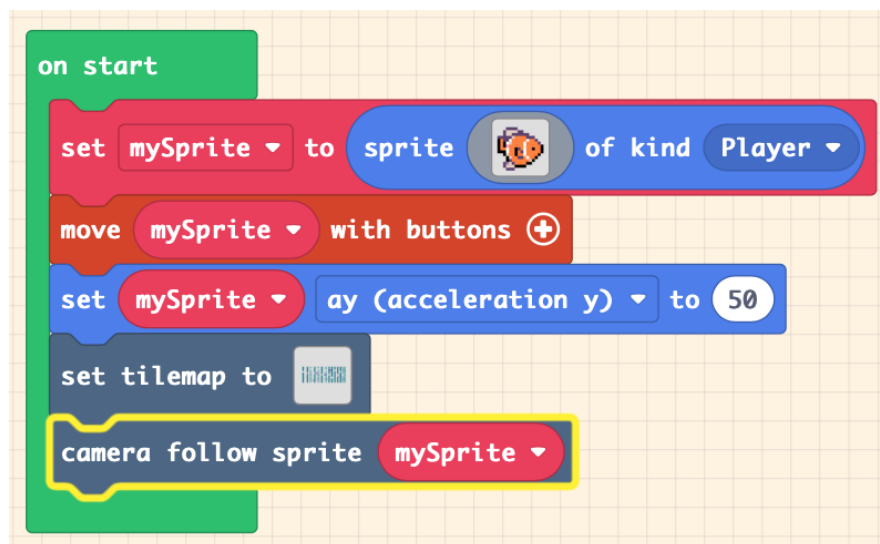 on start
set mySprite to sprite of kind Player
move mySprite with buttons
set mySprite ay (acceleration y) to 50
set tilemap to
camera follow sprite mySprite